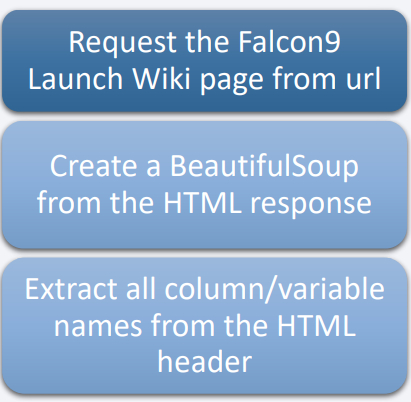 Request the Falcon9
Launch Wiki page from url
Create a BeautifulSoup
from the HTML response
Extract all column/variable
names from the HTML
header